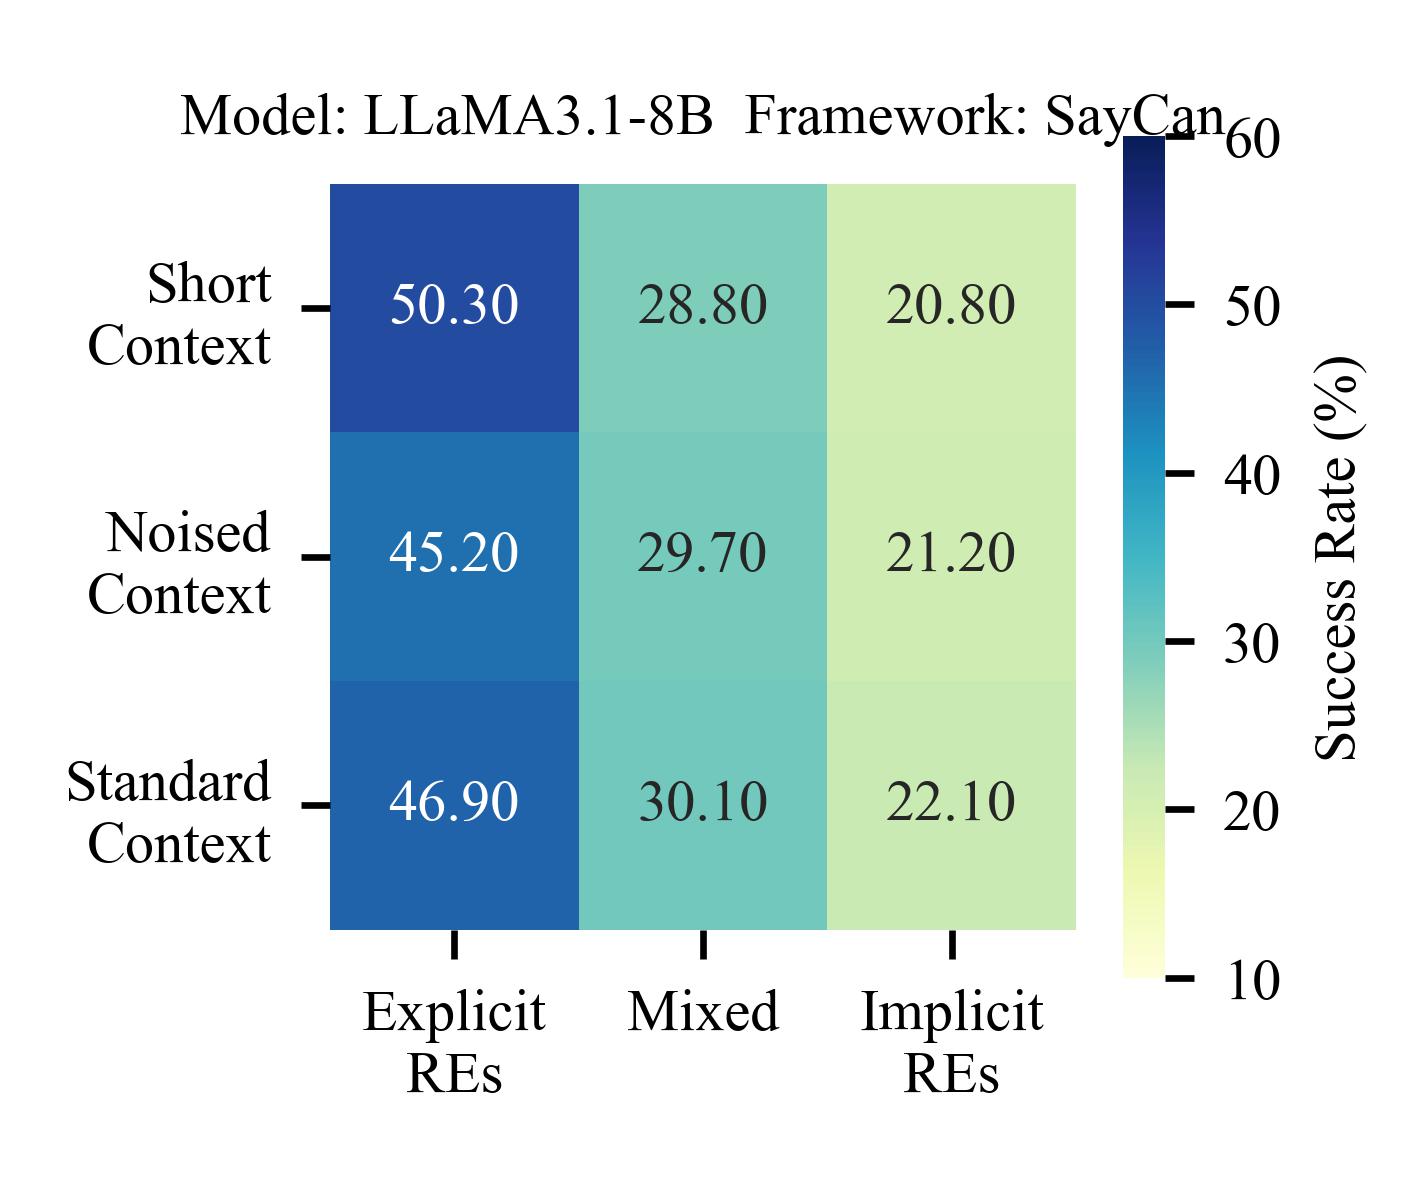 Model: LLaMA3.1-8B  Framework: SayCan
Short
Context
50.30 28.80 20.80
Noised
Context
45.20 29.70 21.20
Standard
Context
46.90 30.10 22.10
Explicit
REs
Mixed
Implicit
REs
60
50
40
30
20
10
Success Rate (%)